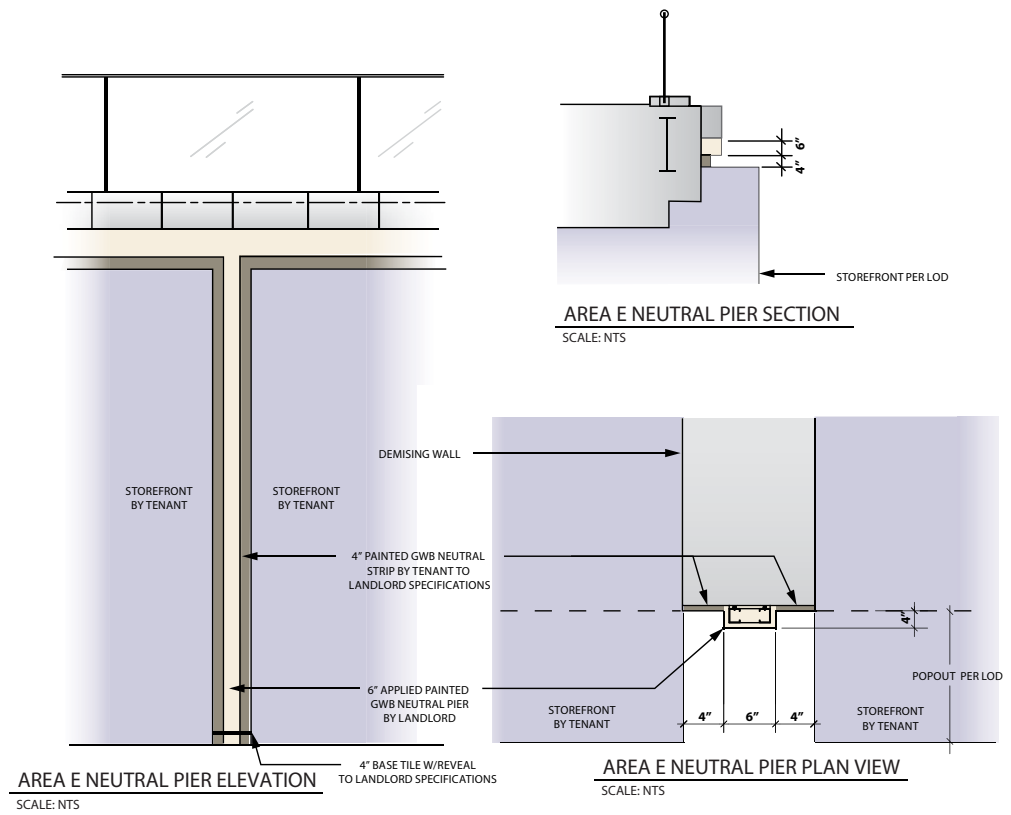 6”
4”
STOREFRONT PER LOD
AREA E NEUTRAL PIER SECTION
SCALE: NTS
DEMISING WALL
STOREFRONT
BY TENANT
STOREFRONT
BY TENANT
4” PAINTED GWB NEUTRAL
STRIP BY TENANT TO
LANDLORD SPECIFICATIONS
6” APPLIED PAINTED
GWB NEUTRAL PIER
BY LANDLORD
4” BASE TILE W/REVEAL
TO LANDLORD SPECIFICATIONS
AREA E NEUTRAL PIER ELEVATION
SCALE: NTS
4”
POPOUT PER LOD
STOREFRONT
BY TENANT
4”
6”
4”
STOREFRONT
BY TENANT
AREA E NEUTRAL PIER PLAN VIEW
SCALE: NTS